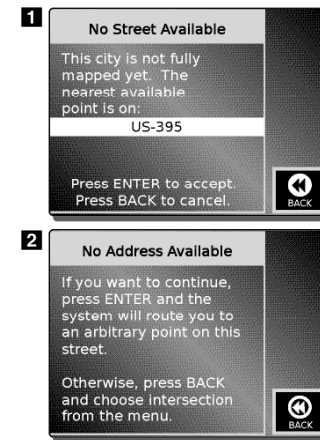 1
No Street Available
This city is not fully
mapped yet. The
nearest available
point is on:
US-395
Press ENTER to accept.
Press BACK to cancel.
BACK
2
No Address Available
If you want to continue,
press ENTER and the
system will route you to
an arbitrary point on this
street.
Otherwise, press BACK
and choose intersection
from the menu.
BACK